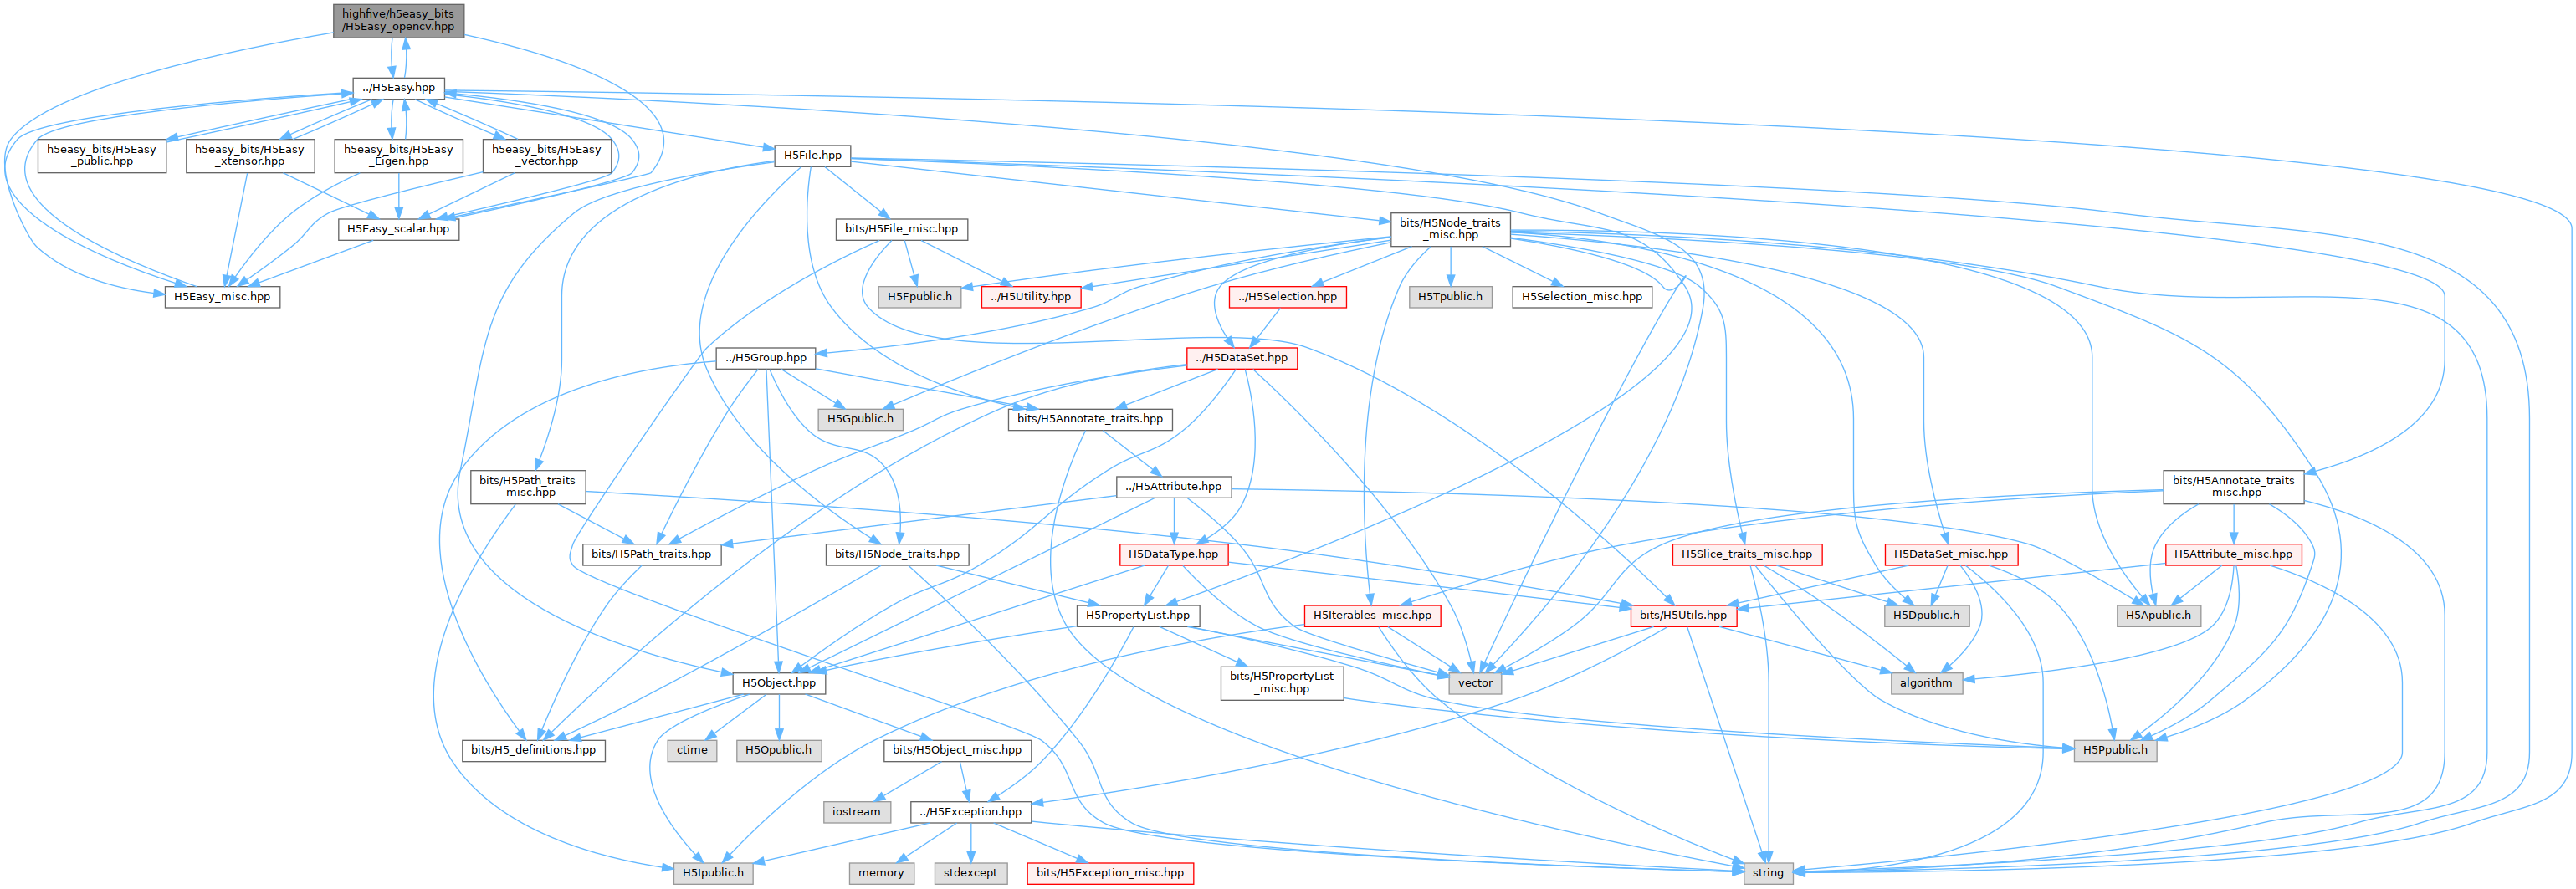 highfive/h5easy_bits
/H5Easy_opencv.hpp
../H5Easy.hpp
h5easy_bits/H5Easy
_public.hpp
h5easy_bits/H5Easy
_xtensor.hpp
h5easy_bits/H5Easy
_Eigen.hpp
h5easy_bits/H5Easy
_vector.hpp
H5File.hpp
H5Easy_scalar.hpp
bits/H5File_misc.hpp
bits/H5Node_traits
_misc.hpp
H5Easy_misc.hpp
H5Fpublic.h
../H5Utility.hpp
../H5Selection.hpp
H5Tpublic.h
H5Selection_misc.hpp
../H5Group.hpp
../H5DataSet.hpp
H5Gpublic.h
bits/H5Annotate_traits.hpp
bits/H5Path_traits
_misc.hpp
../H5Attribute.hpp
bits/H5Annotate_traits
_misc.hpp
bits/H5Path_traits.hpp
bits/H5Node_traits.hpp
H5DataType.hpp
H5Slice_traits_misc.hpp
H5DataSet_misc.hpp
H5Attribute_misc.hpp
H5PropertyList.hpp
H5Iterables_misc.hpp
bits/H5Utils.hpp
H5Dpublic.h
H5Apublic.h
H5Object.hpp
bits/H5PropertyList
_misc.hpp
vector
algorithm
bits/H5_definitions.hpp
ctime
H5Opublic.h
bits/H5Object_misc.hpp
H5Ppublic.h
iostream
../H5Exception.hpp
H5Ipublic.h
memory
stdexcept
bits/H5Exception_misc.hpp
string